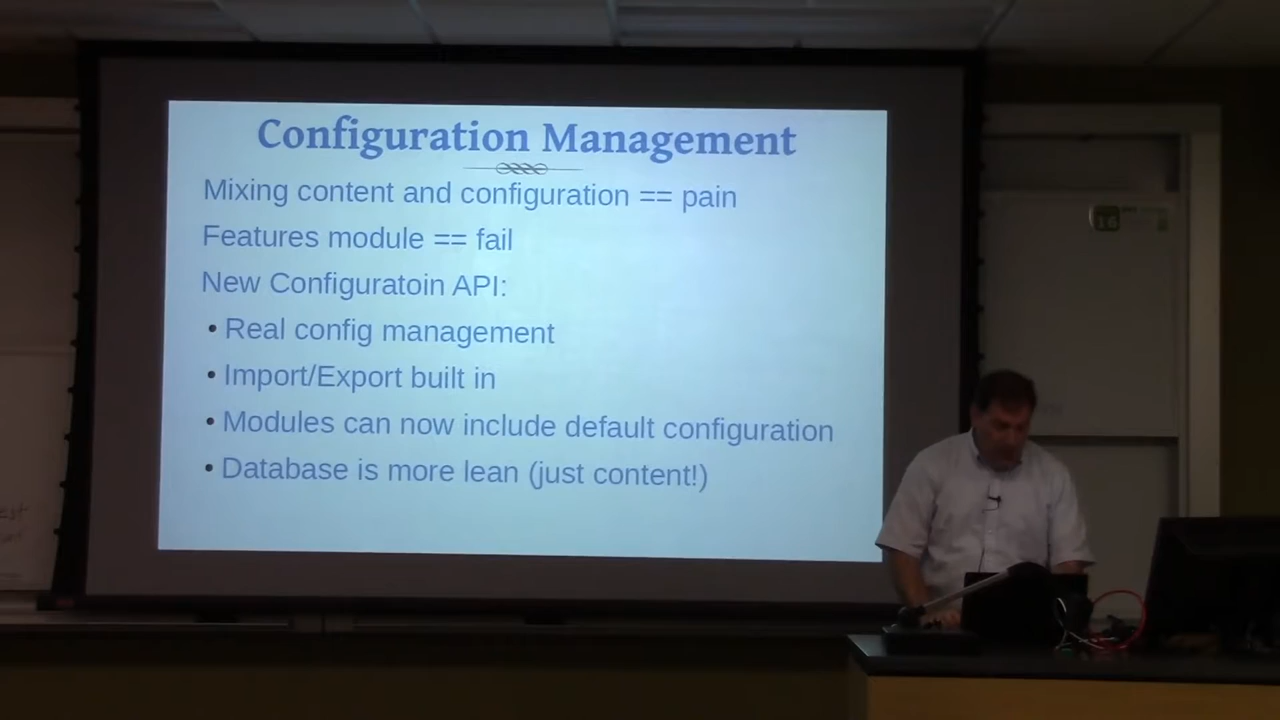 Configuration Management
Mixing content and configuration == pain
Features module == fail
New Configuratoin API:
• Real config management
• Import/Export built in
• Modules can now include default configuration
• Database is more lean (just content!)
16